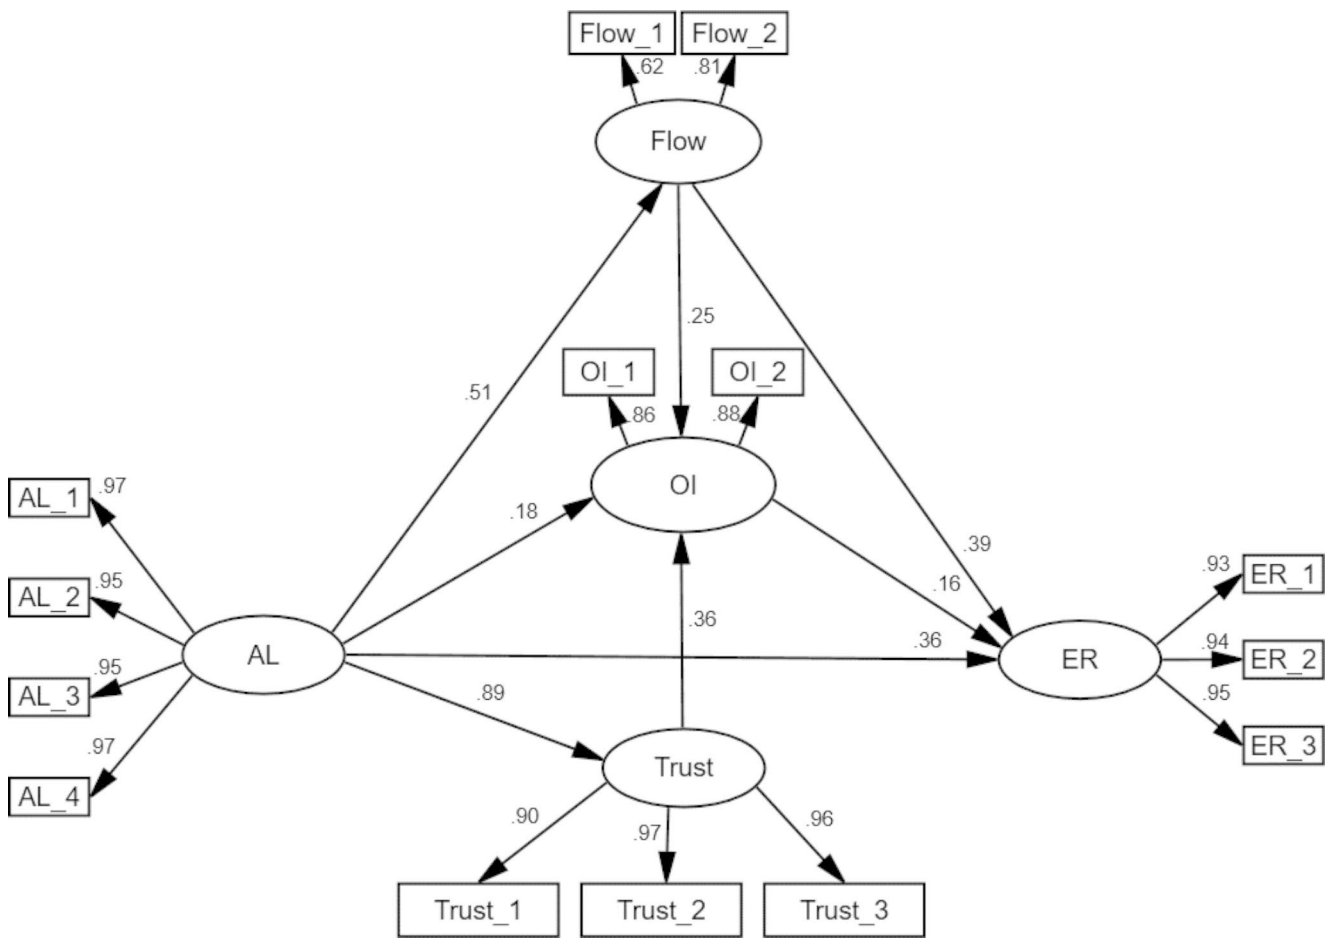 Flow_1 Flow_2
.62 .81
Flow
.25
OI_1 OI_2
.51
.86 .88
OI
AL_1 .97
.18
.39
.93 ER_1
AL_2 .95
.16
.36
.36
AL
ER
.94 ER_2
AL_3 .95
.89
.95
ER_3
.97
AL_4
Trust
.90 .97 .96
Trust_1 Trust_2 Trust_3